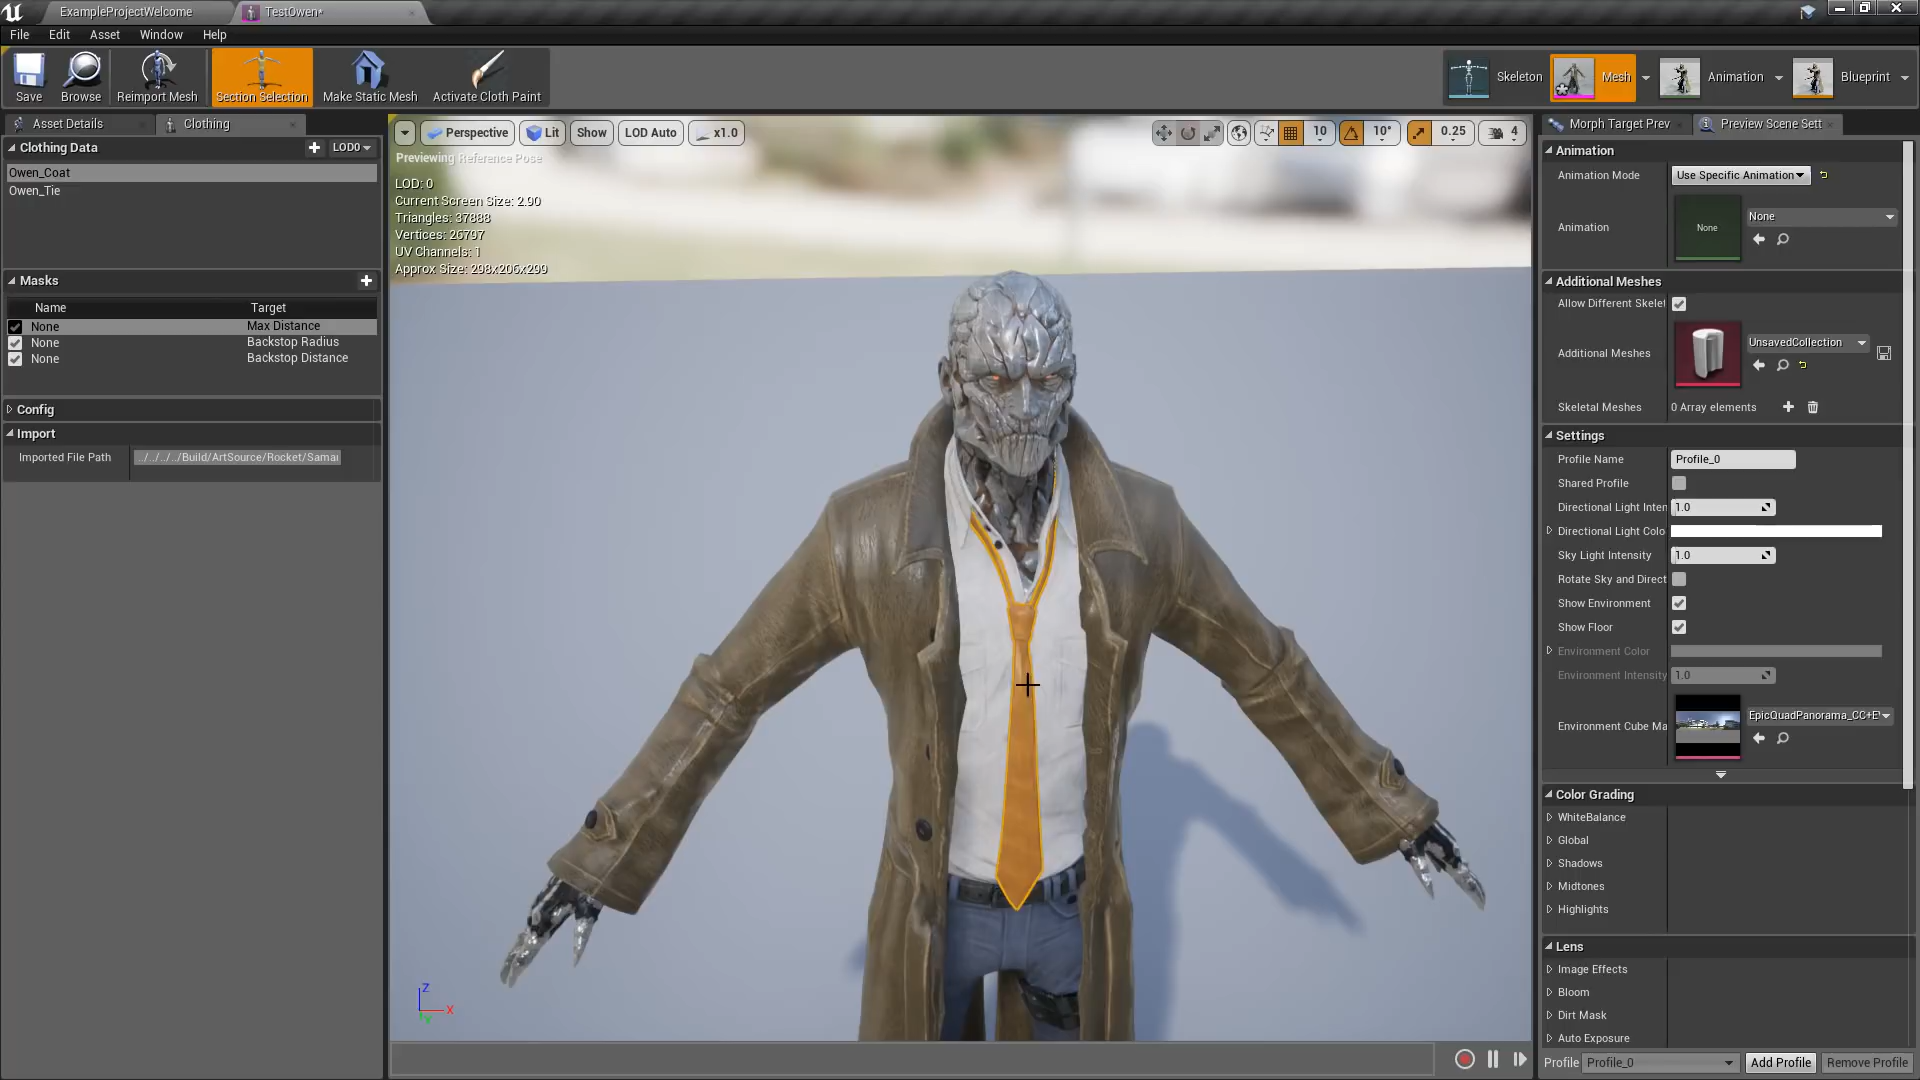 ExampleProjectWelcome
TestOwen*
File Edit Asset Window Help
Save
Browse
Reimport Mesh
Section Selection
Make Static Mesh
Activate Cloth Paint
Skeleton
Mesh
Animation
Blueprint
Asset Details
Clothing
Clothing Data
LOD0
Owen_Coat
Owen_Tie
Masks
Name Target
None Max Distance
None Backstop Radius
None Backstop Distance
Config
Import
Imported File Path ../../../../Build/ArtSource/Rocket/Samar
Perspective Lit Show LOD Auto x1.0
10 10° 0.25 4
Previewing Reference Pose
LOD: 0
Current Screen Size: 2.90
Triangles: 37888
Vertices: 26797
UV Channels: 1
Approx Size: 298x206x299
Z
X
Y
Morph Target Prev
Preview Scene Sett
Animation
Animation Mode Use Specific Animation
Animation None None
Additional Meshes
Allow Different Skele
Additional Meshes UnsavedCollection
Skeletal Meshes 0 Array elements
Settings
Profile Name Profile_0
Shared Profile
Directional Light Inten 1.0
Directional Light Colo
Sky Light Intensity 1.0
Rotate Sky and Direct
Show Environment
Show Floor
Environment Color
Environment Intensity 1.0
Environment Cube Ma EpicQuadPanorama_CC+E
Color Grading
WhiteBalance
Global
Shadows
Midtones
Highlights
Lens
Image Effects
Bloom
Dirt Mask
Auto Exposure
Profile Profile_0 Add Profile Remove Profile